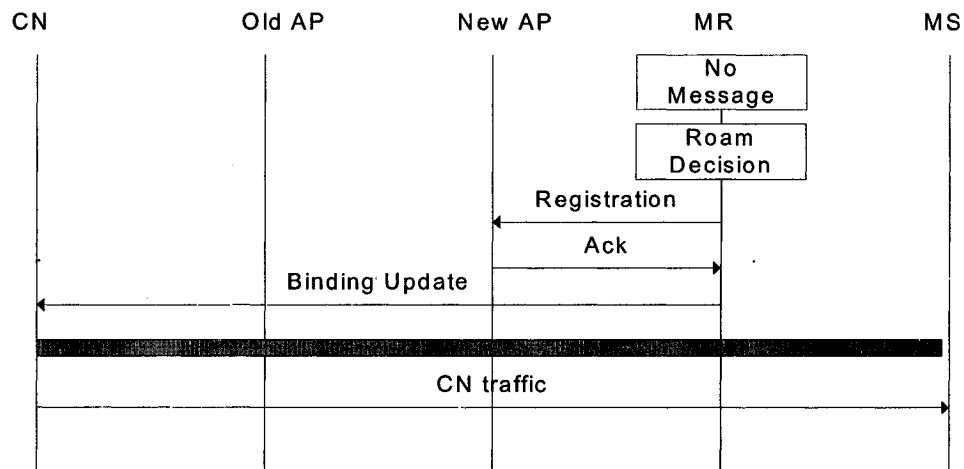 CN Old AP New AP MR MS
No
Message
Roam
Decision
Registration
Ack
Binding Update
CN traffic